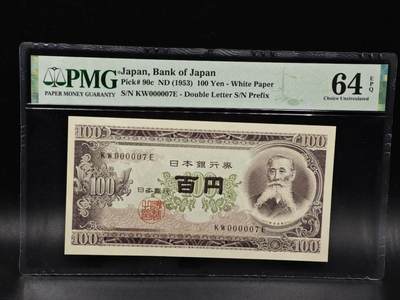 PMG
PAPER MONEY GUARANTY
Japan, Bank of Japan
Pick# 90c ND (1953) 100 Yen - White Paper
S/N KW000007E - Double Letter S/N Prefix
64 EPQ
Choice Uncirculated
100
100
KW000007E
日本銀行券
100
百円
100
日本銀行
KW000007E
100
100